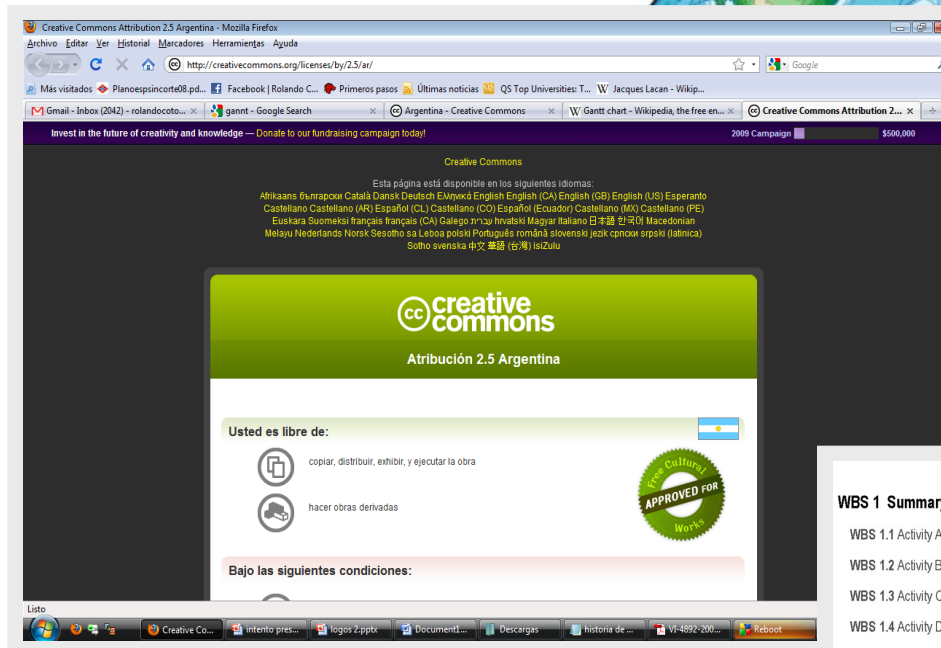 Creative Commons Attribution 2.5 Argentina - Mozilla Firefox
Archivo Editar Ver Historial Marcadores Herramientas Ayuda
http://creativecommons.org/licenses/by/2.5/ar/
Google
Más visitados Planoespsincorte08.pd... Facebook | Rolando C... Primeros pasos Últimas noticias QS Top Universities: T... Jacques Lacan - Wikip...
Gmail - Inbox (2042) - rolandocoto... gannt - Google Search Argentina - Creative Commons Gantt chart - Wikipedia, the free en... Creative Commons Attribution 2...
Invest in the future of creativity and knowledge — Donate to our fundraising campaign today! 2009 Campaign $500,000
Creative Commons
Esta página está disponible en los siguientes idiomas:
Afrikaans български Català Dansk Deutsch Ελληνικά English English (CA) English (GB) English (US) Esperanto
Castellano Castellano (AR) Español (CL) Castellano (CO) Español (Ecuador) Castellano (MX) Castellano (PE)
Euskara Suomeksi français français (CA) Galego עברית hrvatski Magyar Italiano 日本語 한국어 Macedonian
Melayu Nederlands Norsk Sesotho sa Leboa polski Português română slovenski jezik српски srpski (latinica)
Sotho svenska 中文 華語 (台灣) isiZulu
cc creative
commons
Atribución 2.5 Argentina
Usted es libre de:
copiar, distribuir, exhibir, y ejecutar la obra
hacer obras derivadas
Free Cultural
APPROVED FOR
Works
Bajo las siguientes condiciones:
Listo
Creative Co... intento pres... logos 2.pptx Document1... Descargas historia de ... VI-4892-200... Reboot
WBS 1 Summar
WBS 1.1 Activity A
WBS 1.2 Activity B
WBS 1.3 Activity C
WBS 1.4 Activity D